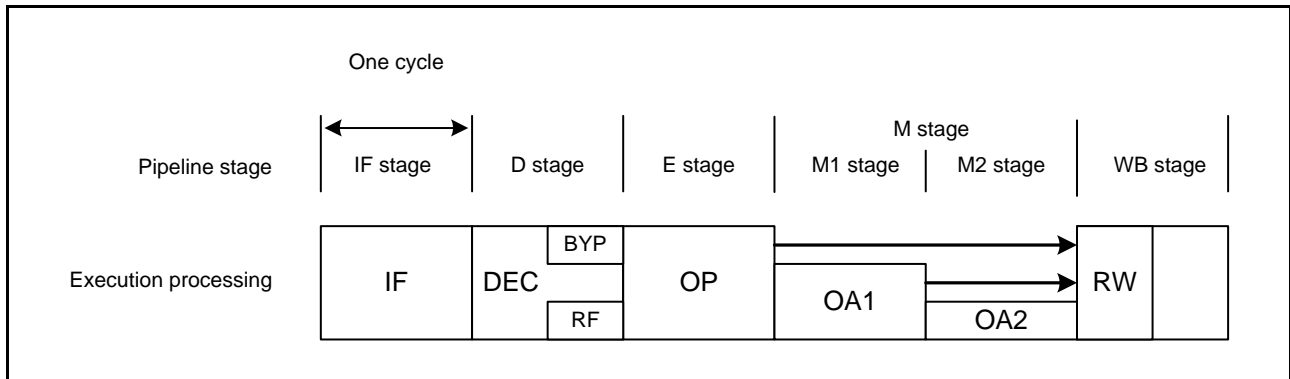 One cycle
M stage
Pipeline stage IF stage D stage E stage M1 stage M2 stage WB stage
BYP
Execution processing IF DEC OP OA1 RW
RF OA2